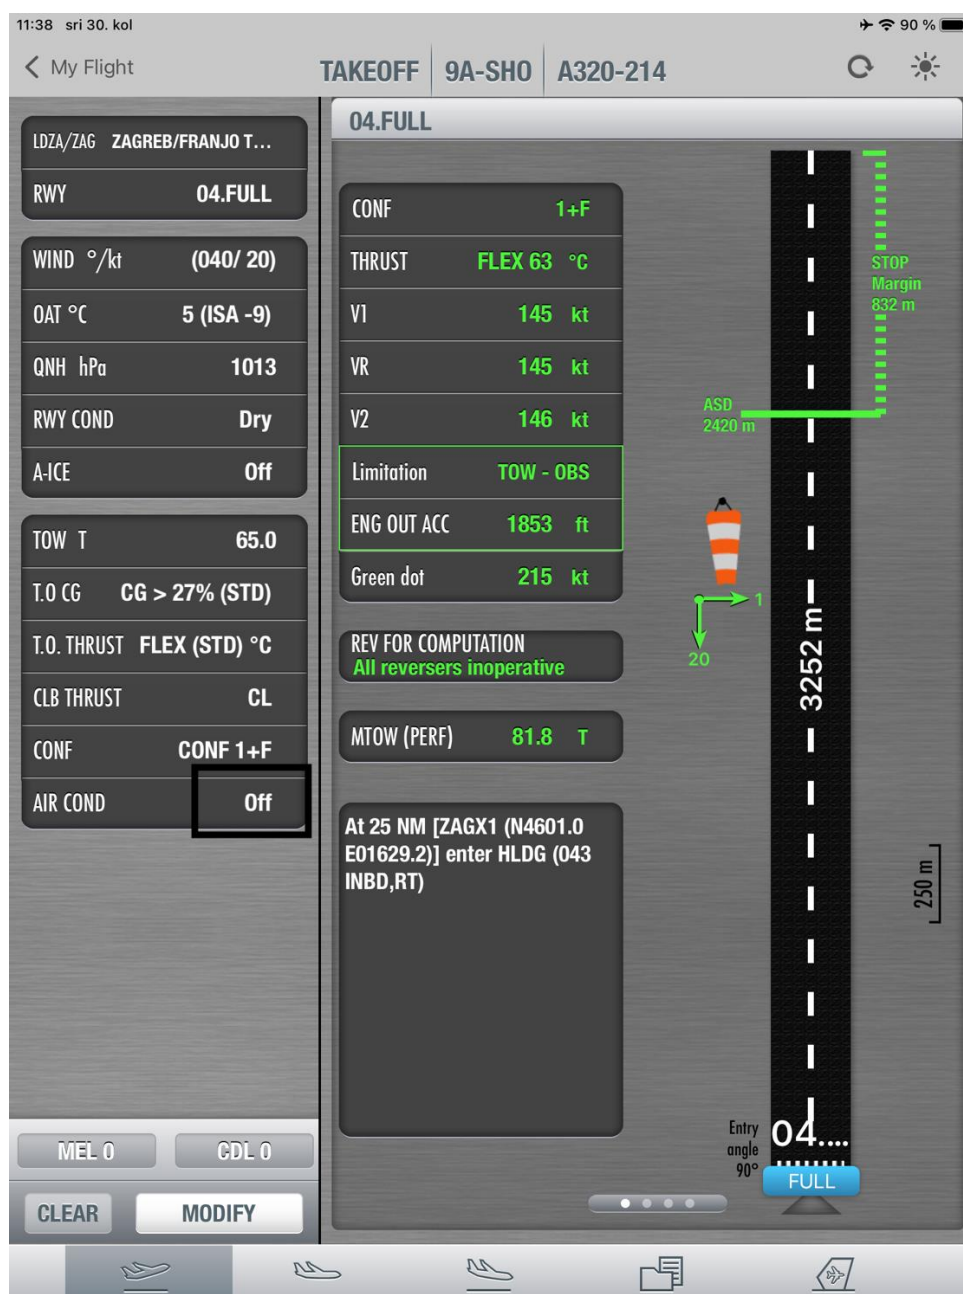 11:38 sri 30. kol
90 %
My Flight
TAKEOFF 9A-SHO A320-214
LDZA/ZAG ZAGREB/FRANJO T...
RWY 04.FULL
WIND °/kt (040/ 20)
OAT °C 5 (ISA -9)
QNH hPa 1013
RWY COND Dry
A-ICE Off
TOW T 65.0
T.O CG CG > 27% (STD)
T.O. THRUST FLEX (STD) °C
CLB THRUST CL
CONF CONF 1+F
AIR COND Off
MEL 0 CDL 0
CLEAR MODIFY
04.FULL
CONF 1+F
THRUST FLEX 63 °C
V1 145 kt
VR 145 kt
V2 146 kt
Limitation TOW - OBS
ENG OUT ACC 1853 ft
Green dot 215 kt
REV FOR COMPUTATION
All reversers inoperative
MTOW (PERF) 81.8 T
At 25 NM [ZAGX1 (N4601.0
E01629.2)] enter HLDG (043
INBD,RT)
STOP
Margin
832 m
ASD
2420 m
1
20
3252 m
250 m
Entry
angle
90°
04....
FULL